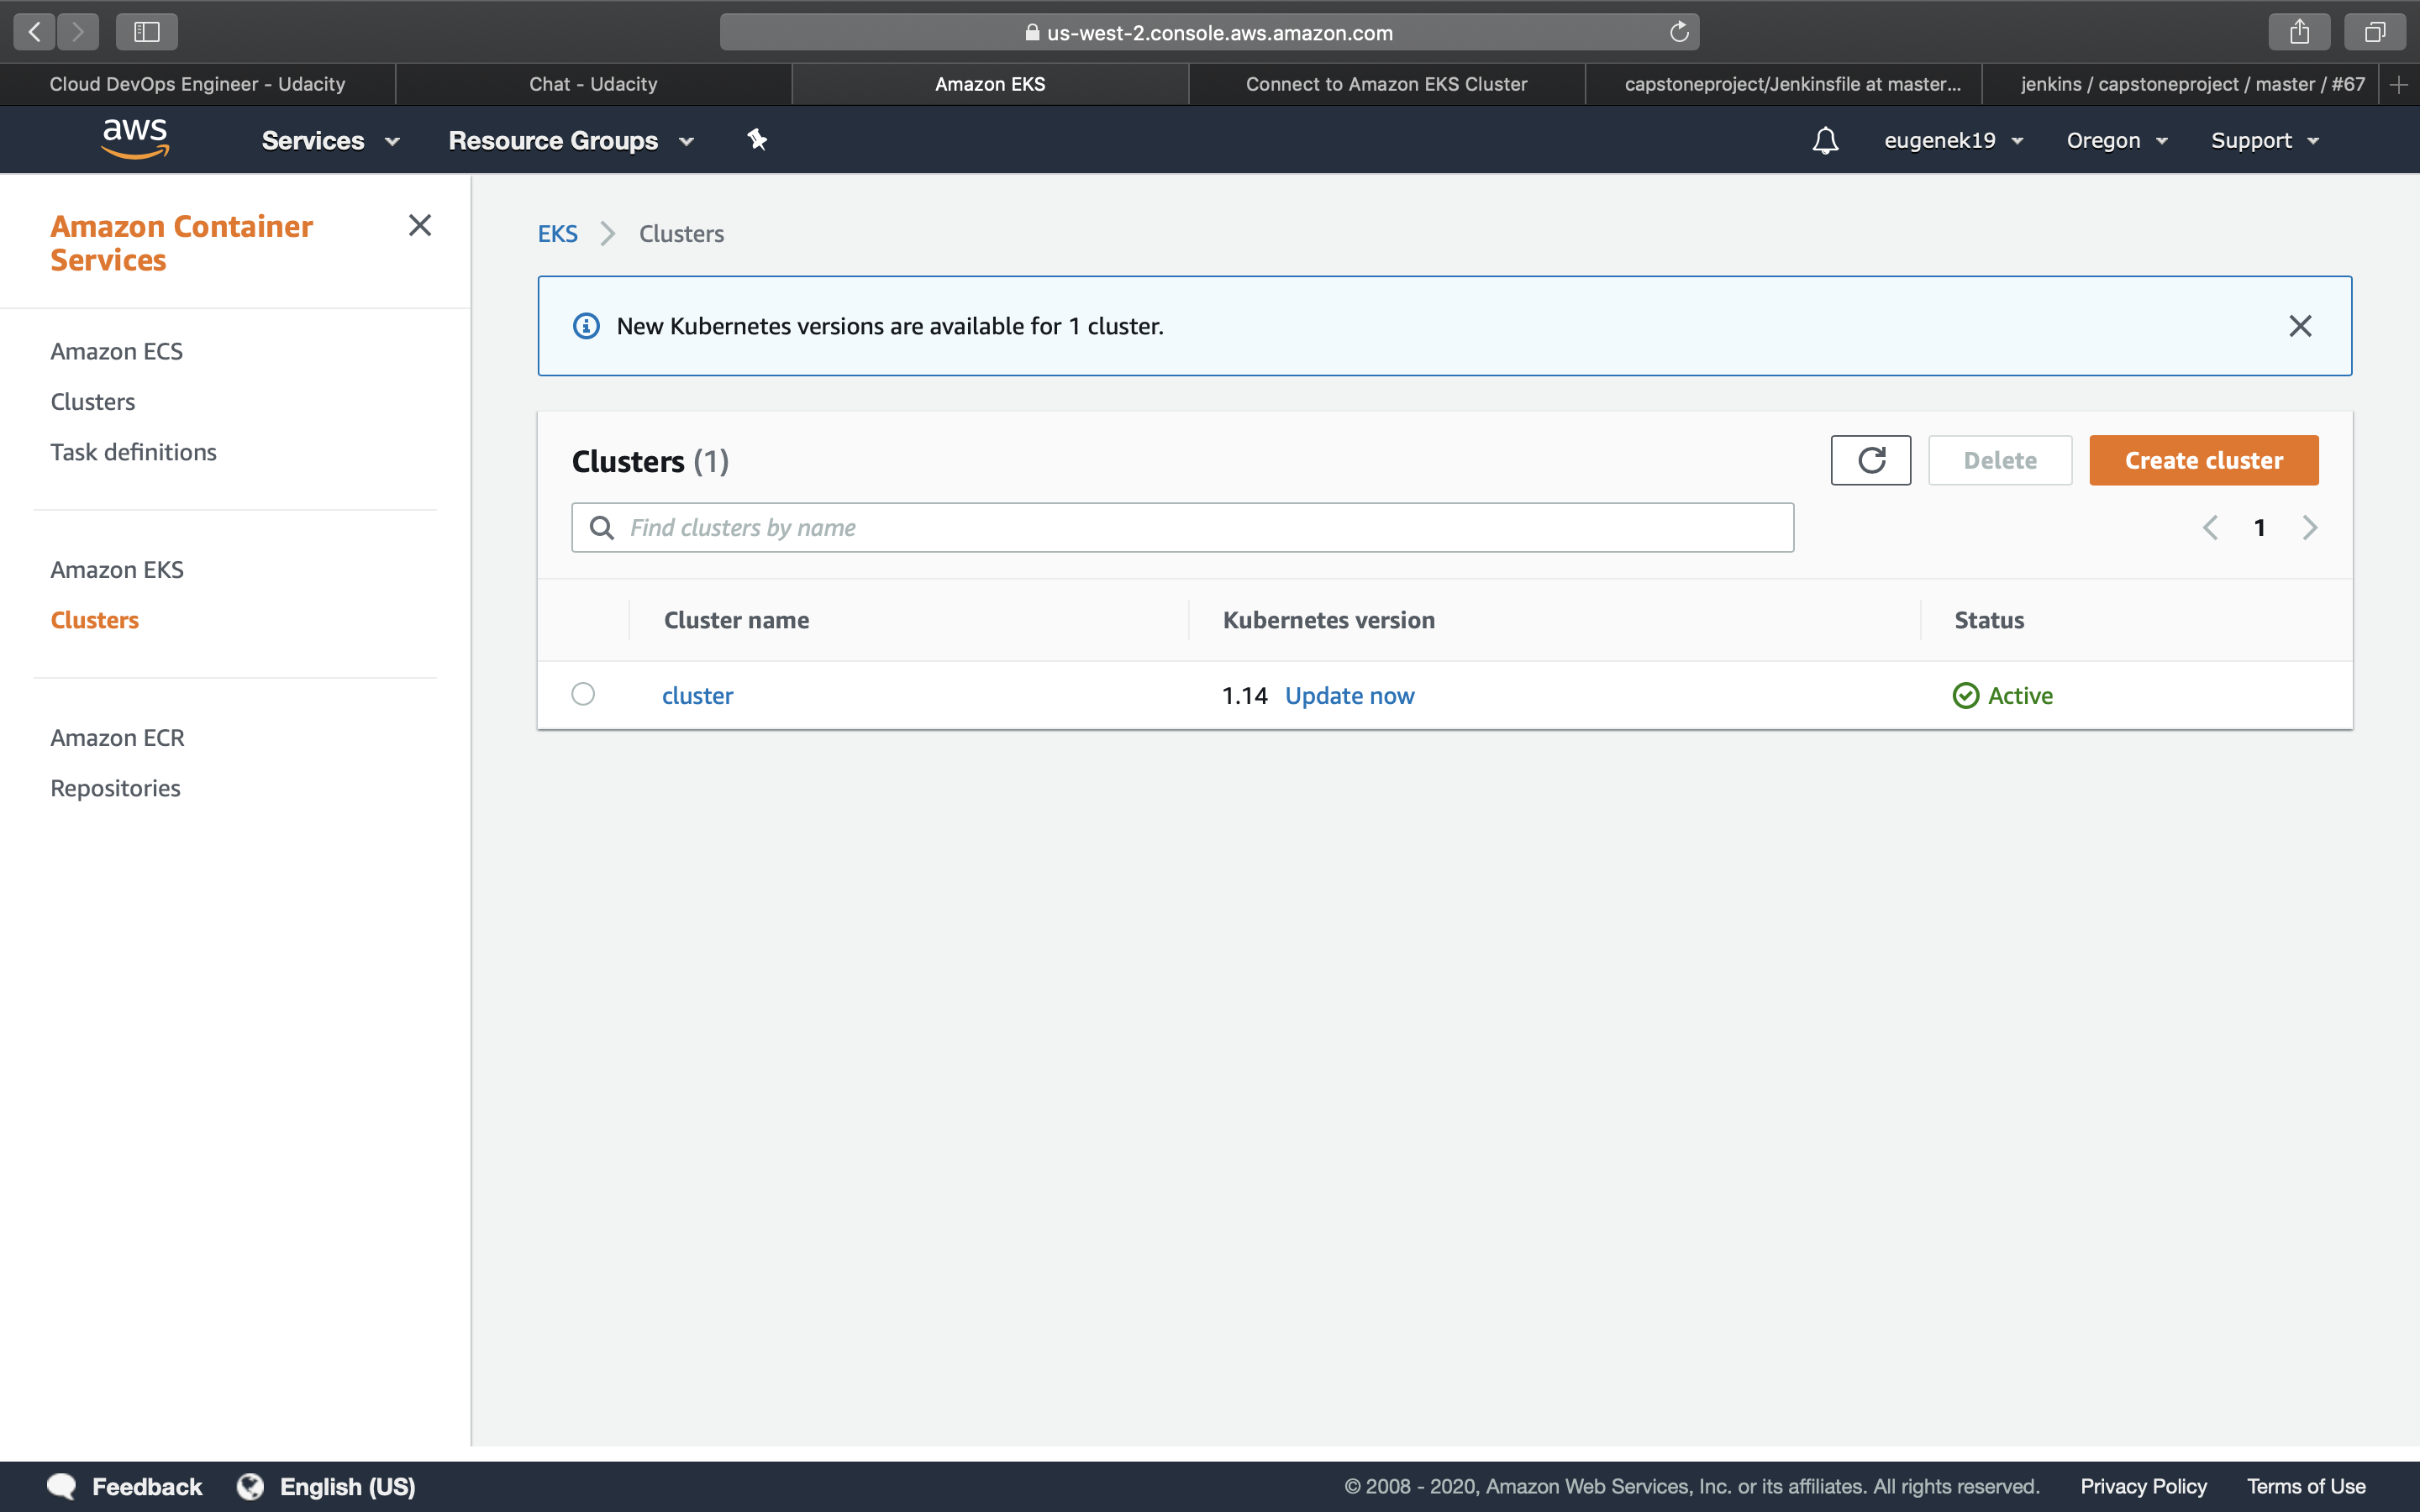 us-west-2.console.aws.amazon.com
Cloud DevOps Engineer - Udacity
Chat - Udacity
Amazon EKS
Connect to Amazon EKS Cluster
capstoneproject/Jenkinsfile at master...
jenkins / capstoneproject / master / #67
aws
Services
Resource Groups
eugenek19
Oregon
Support
Amazon Container
Services
Amazon ECS
Clusters
Task definitions
Amazon EKS
Clusters
Amazon ECR
Repositories
EKS
Clusters
New Kubernetes versions are available for 1 cluster.
Clusters (1)
Delete
Create cluster
Find clusters by name
1
Cluster name
Kubernetes version
Status
cluster
1.14 Update now
Active
Feedback
English (US)
© 2008 - 2020, Amazon Web Services, Inc. or its affiliates. All rights reserved.
Privacy Policy
Terms of Use